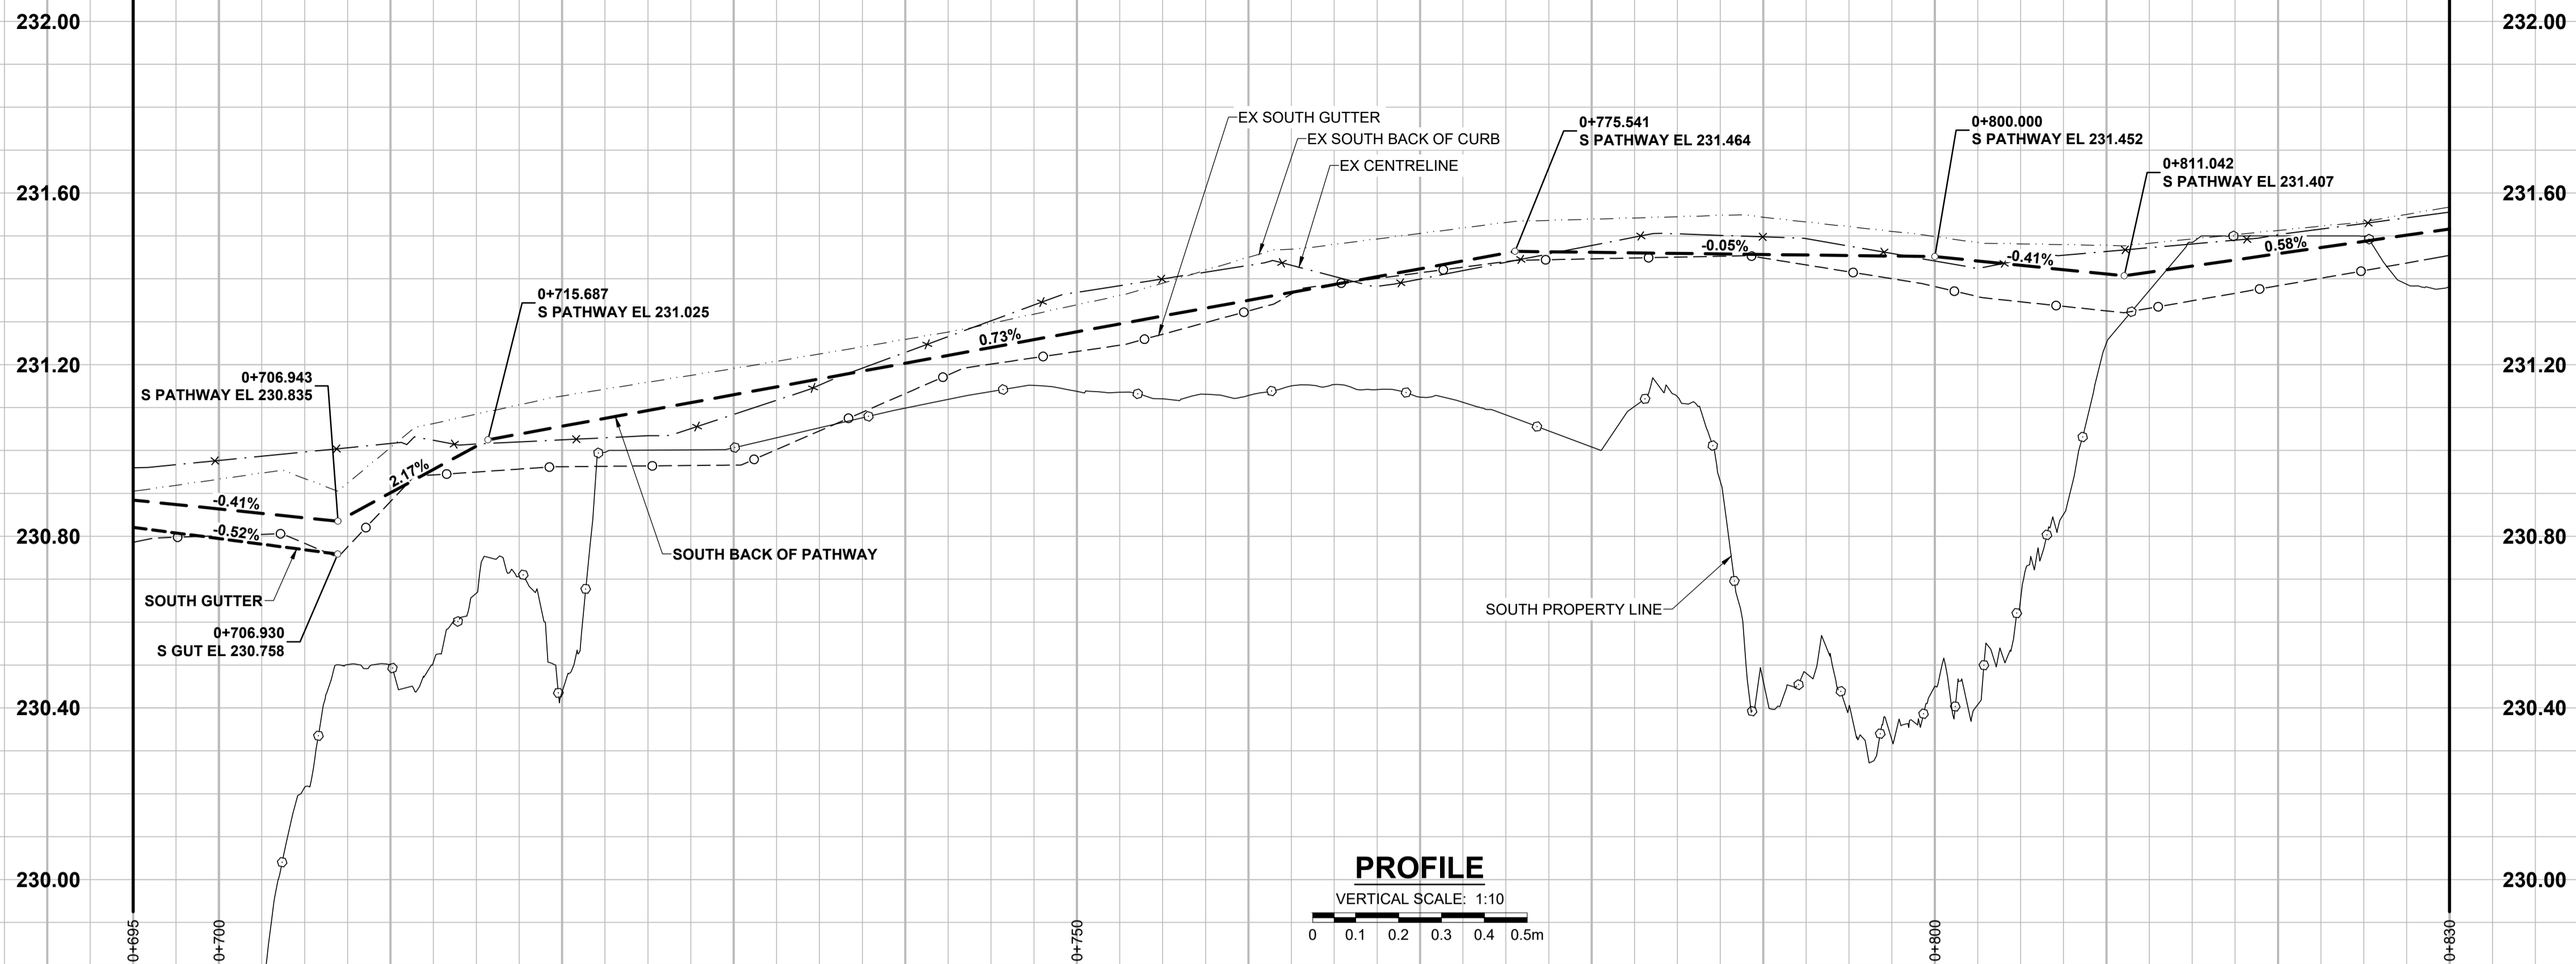 232.00
232.00
EX SOUTH GUTTER
EX SOUTH BACK OF CURB
EX CENTRELINE
0+775.541
S PATHWAY EL 231.464
0+800.000
S PATHWAY EL 231.452
0+811.042
S PATHWAY EL 231.407
231.60
231.60
-0.05%
-0.41%
0.58%
0+715.687
S PATHWAY EL 231.025
0.73%
231.20
231.20
0+706.943
S PATHWAY EL 230.835
2.17%
-0.41%
-0.52%
230.80
230.80
SOUTH BACK OF PATHWAY
SOUTH GUTTER
SOUTH PROPERTY LINE
0+706.930
S GUT EL 230.758
230.40
230.40
230.00
230.00
PROFILE
VERTICAL SCALE: 1:10
0 0.1 0.2 0.3 0.4 0.5m
0+695
0+700
0+750
0+800
0+830